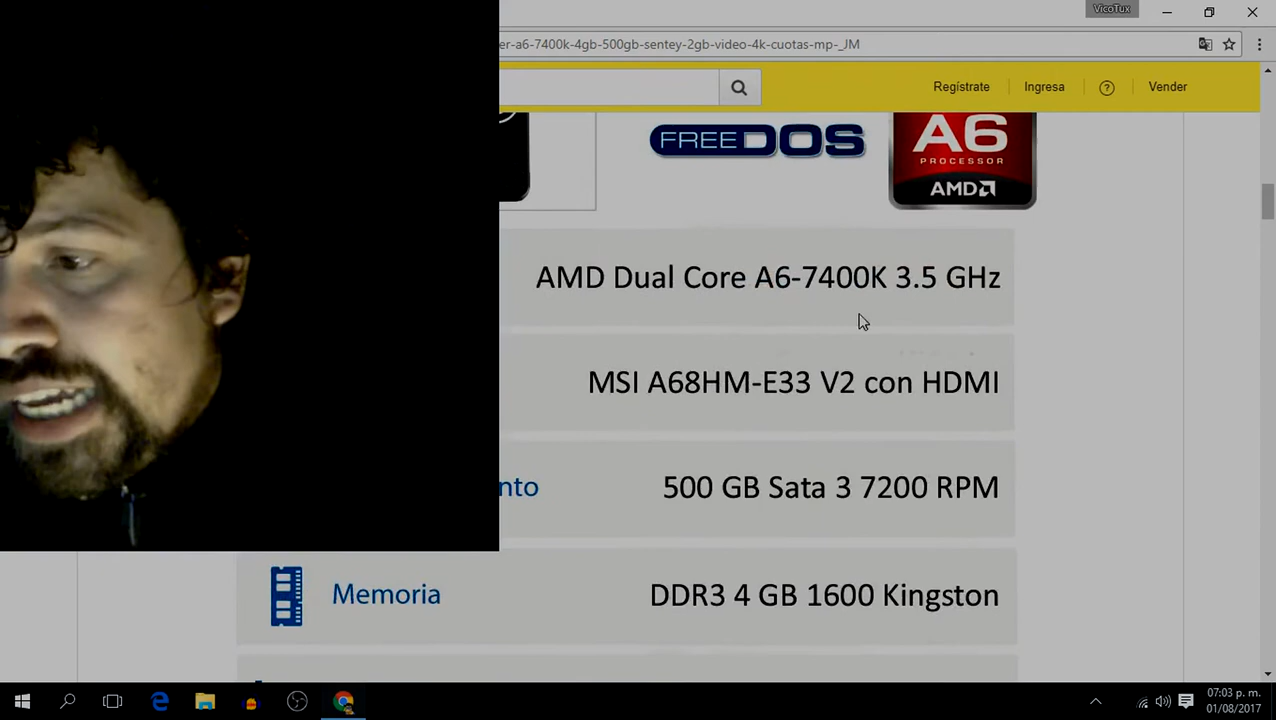 VicoTux
er-a6-7400k-4gb-500gb-sentey-2gb-video-4k-cuotas-mp-_JM
Regístrate
Ingresa
?
Vender
FREEDOS
A6
PROCESSOR
AMD
AMD Dual Core A6-7400K 3.5 GHz
MSI A68HM-E33 V2 con HDMI
nto
500 GB Sata 3 7200 RPM
Memoria
DDR3 4 GB 1600 Kingston
07:03 p. m.
01/08/2017